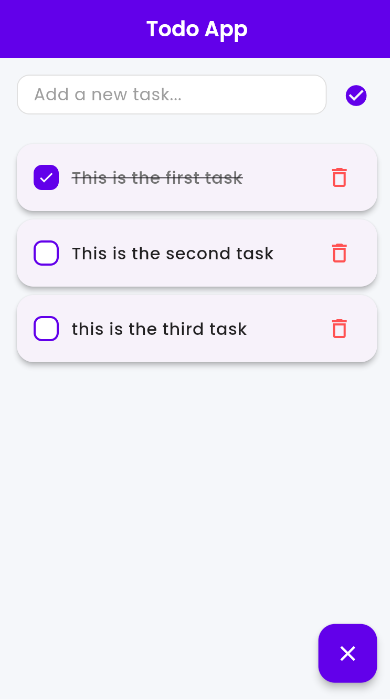 Todo App
Add a new task...
This is the first task
This is the second task
this is the third task